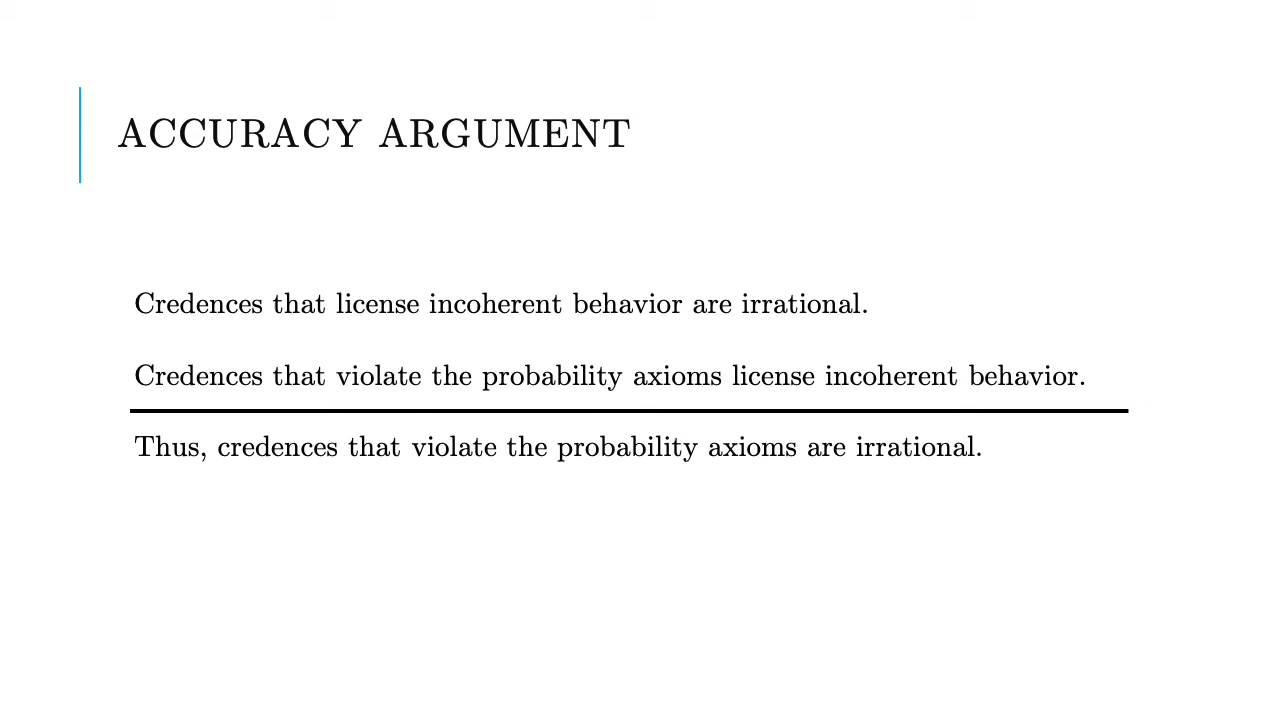 ACCURACY ARGUMENT
Credences that license incoherent behavior are irrational.
Credences that violate the probability axioms license incoherent behavior.
Thus, credences that violate the probability axioms are irrational.